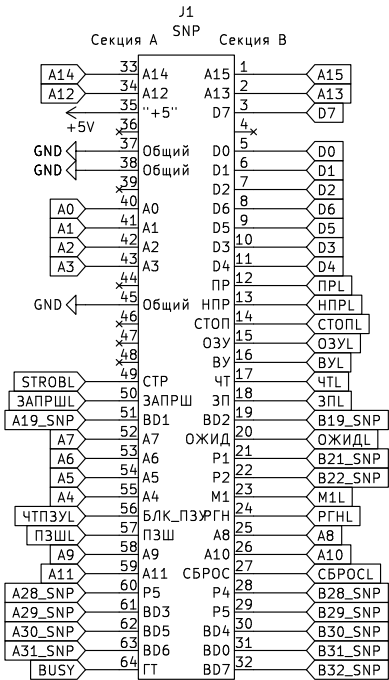 J1
SNP
Секция A Секция B
A14 33 A14 A15 1 A15
A12 34 A12 A13 2 A13
+5V 35 "+5" D7 3 D7
36 4
GND 37 Общий D0 5 D0
GND 38 Общий D1 6 D1
39 D2 7 D2
A0 40 A0 D6 8 D6
A1 41 A1 D5 9 D5
A2 42 A2 D3 10 D3
A3 43 A3 D4 11 D4
44 ПР 12 ПРL
GND 45 Общий НПР 13 НПРL
46 СТОП 14 СТОПL
47 ОЗУ 15 ОЗУL
48 ВУ 16 ВУL
STROBL 49 СТР ЧТ 17 ЧТL
ЗАПРШL 50 ЗАПРШ ЗП 18 ЗПL
A19_SNP 51 BD1 BD2 19 B19_SNP
A7 52 A7 ОЖИД 20 ОЖИДL
A6 53 A6 P1 21 B21_SNP
A5 54 A5 P2 22 B22_SNP
A4 55 A4 M1 23 M1L
ЧТПЗУL 56 БЛК_ПЗУ РГН 24 РГНL
ПЗШL 57 ПЗШ A8 25 A8
A9 58 A9 A10 26 A10
A11 59 A11 СБРОС 27 СБРОСL
A28_SNP 60 P5 P4 28 B28_SNP
A29_SNP 61 BD3 P5 29 B29_SNP
A30_SNP 62 BD5 BD4 30 B30_SNP
A31_SNP 63 BD6 BD0 31 B31_SNP
BUSY 64 ГТ BD7 32 B32_SNP